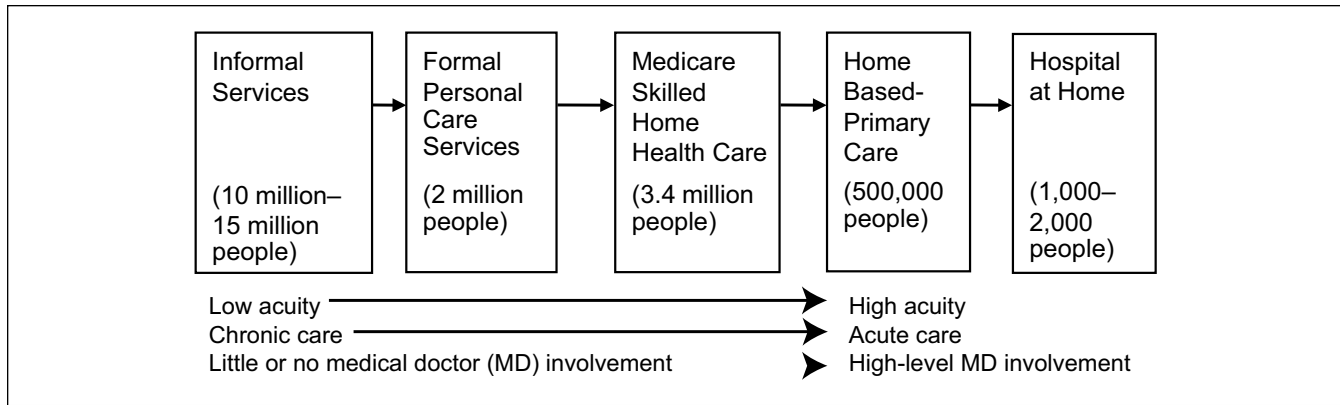 Informal
Services
(10 million–
15 million
people)
Formal
Personal
Care
Services
(2 million
people)
Medicare
Skilled
Home
Health Care
(3.4 million
people)
Home
Based-
Primary
Care
(500,000
people)
Hospital
at Home
(1,000–
2,000
people)
Low acuity
High acuity
Chronic care
Acute care
Little or no medical doctor (MD) involvement
High-level MD involvement